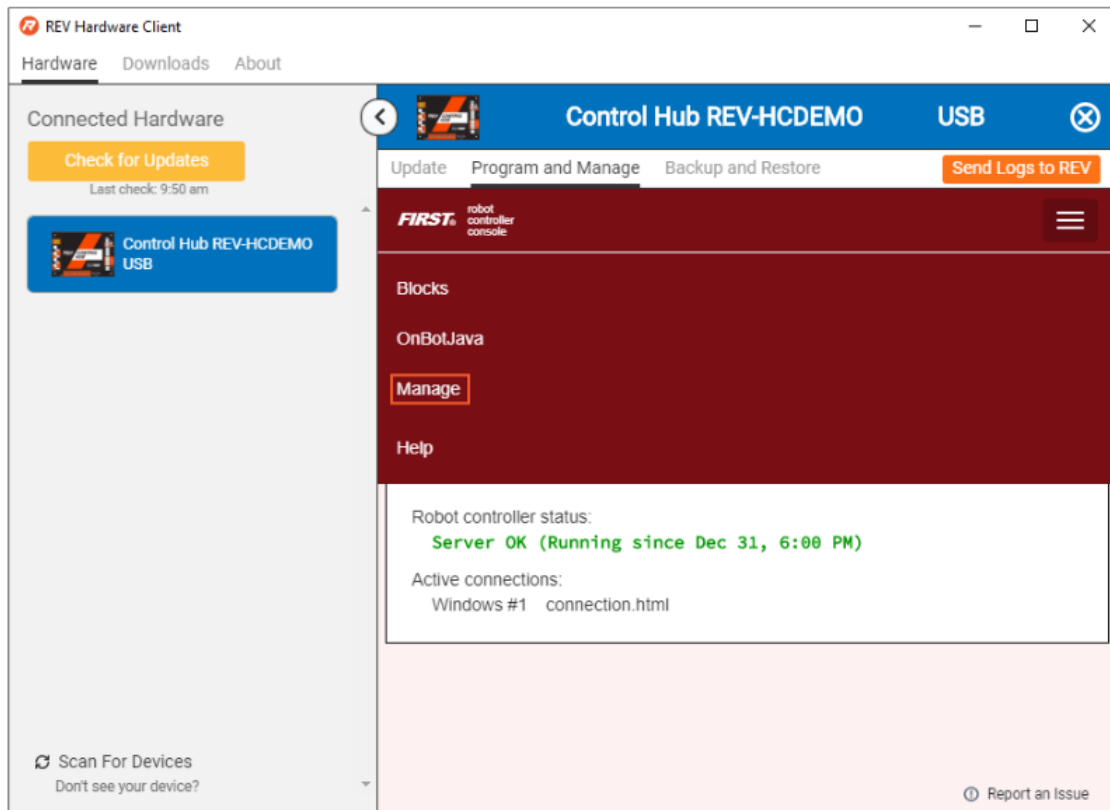 REV Hardware Client
Hardware Downloads About
Connected Hardware
Check for Updates
Last check: 9:50 am
Control Hub REV-HCDEMO
USB
Control Hub REV-HCDEMO USB
Update Program and Manage Backup and Restore Send Logs to REV
FIRST® robot
controller
console
Blocks
OnBotJava
Manage
Help
Robot controller status:
Server OK (Running since Dec 31, 6:00 PM)
Active connections:
Windows #1 connection.html
Scan For Devices
Don't see your device?
Report an Issue